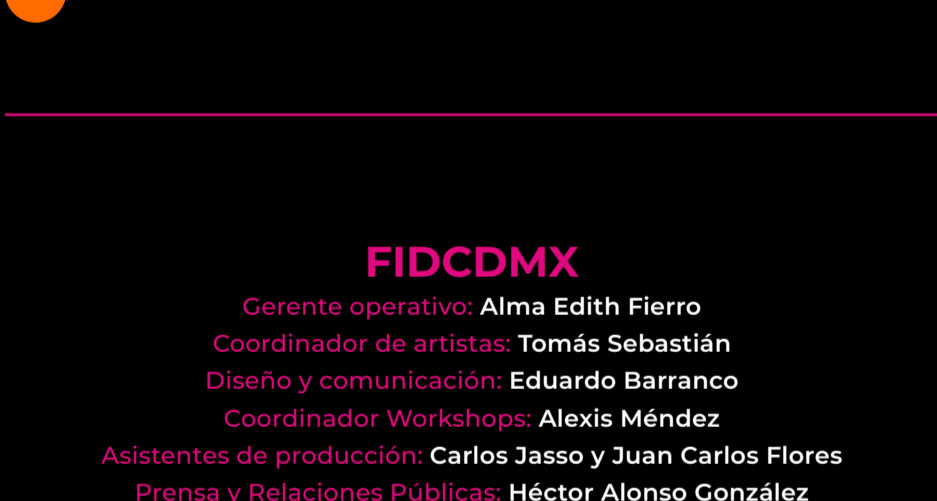 FIDCDMX
Gerente operativo: Alma Edith Fierro
Coordinador de artistas: Tomás Sebastián
Diseño y comunicación: Eduardo Barranco
Coordinador Workshops: Alexis Méndez
Asistentes de producción: Carlos Jasso y Juan Carlos Flores
Prensa y Relaciones Públicas: Héctor Alonso González